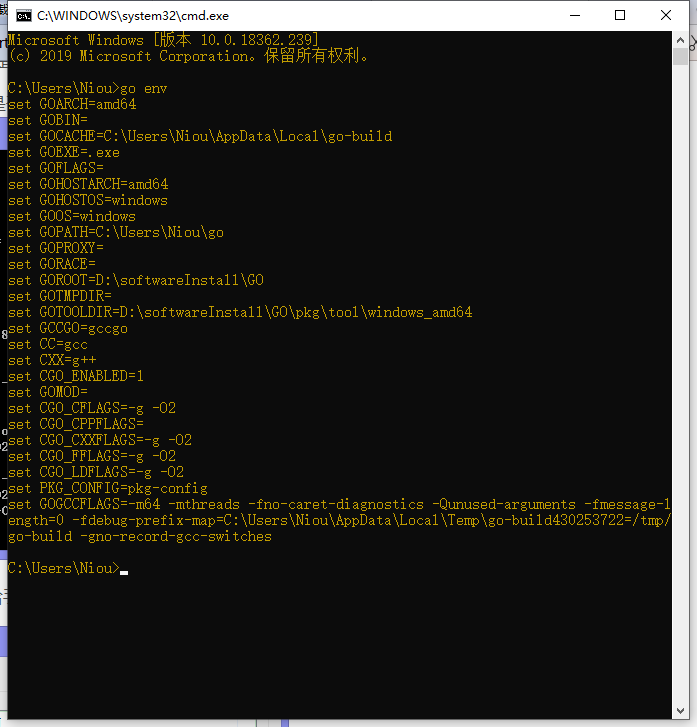 C:\WINDOWS\system32\cmd.exe
Microsoft Windows [版本 10.0.18362.239]
(c) 2019 Microsoft Corporation。保留所有权利。
C:\Users\Niou>go env
set GOARCH=amd64
set GOBIN=
set GOCACHE=C:\Users\Niou\AppData\Local\go-build
set GOEXE=.exe
set GOFLAGS=
set GOHOSTARCH=amd64
set GOHOSTOS=windows
set GOOS=windows
set GOPATH=C:\Users\Niou\go
set GOPROXY=
set GORACE=
set GOROOT=D:\softwareInstall\GO
set GOTMPDIR=
set GOTOOLDIR=D:\softwareInstall\GO\pkg\tool\windows_amd64
set GCCGO=gccgo
set CC=gcc
set CXX=g++
set CGO_ENABLED=1
set GOMOD=
set CGO_CFLAGS=-g -O2
set CGO_CPPFLAGS=
set CGO_CXXFLAGS=-g -O2
set CGO_FFLAGS=-g -O2
set CGO_LDFLAGS=-g -O2
set PKG_CONFIG=pkg-config
set GOGCCFLAGS=-m64 -mthreads -fno-caret-diagnostics -Qunused-arguments -fmessage-l
ength=0 -fdebug-prefix-map=C:\Users\Niou\AppData\Local\Temp\go-build430253722=/tmp/
go-build -gno-record-gcc-switches
C:\Users\Niou>